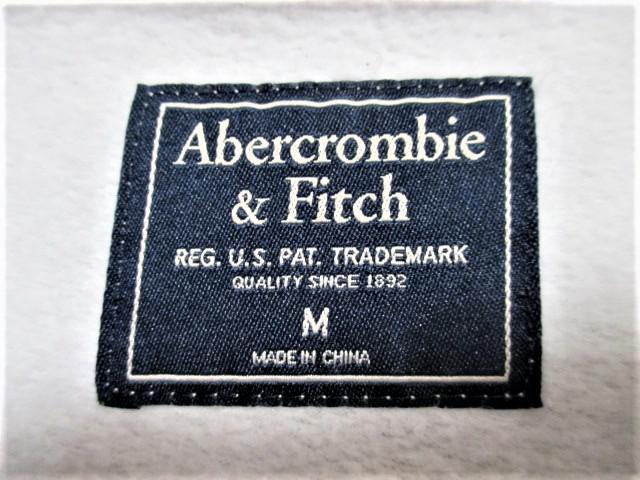 Abercrombie
& Fitch
REG. U.S. PAT. TRADEMARK
QUALITY SINCE 1892
M
MADE IN CHINA